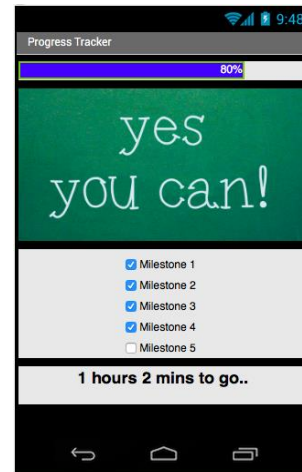 9:48
Progress Tracker
80%
yes
you can!
Milestone 1
Milestone 2
Milestone 3
Milestone 4
Milestone 5
1 hours 2 mins to go..